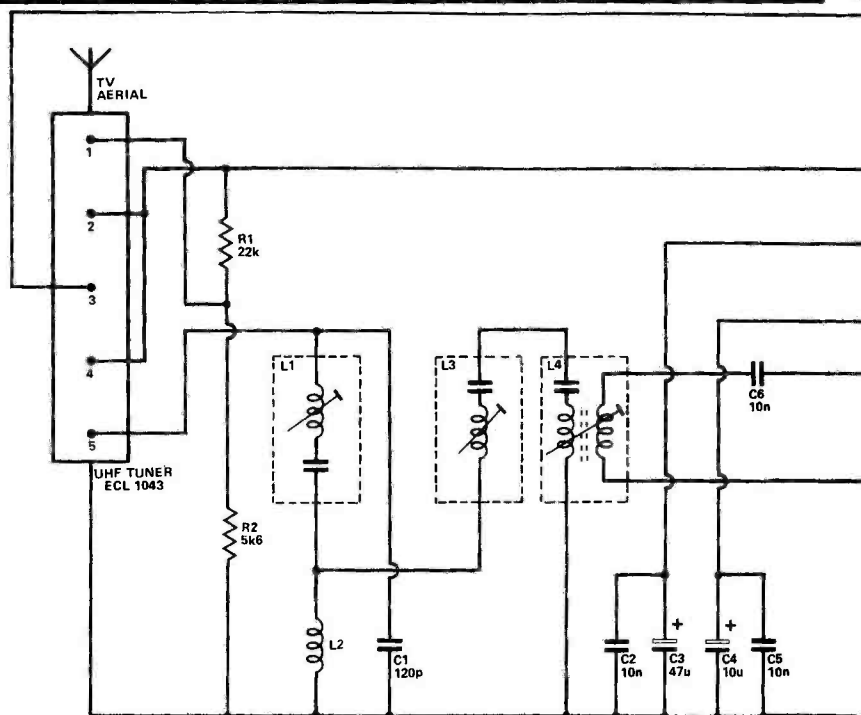 TV
AERIAL
1
2
3
4
5
UHF TUNER
ECL 1043
R1
22k
R2
5k6
L1
L2
L3
L4
C1
120p
C6
10n
C2
10n
+
C3
47u
+
C4
10u
C5
10n